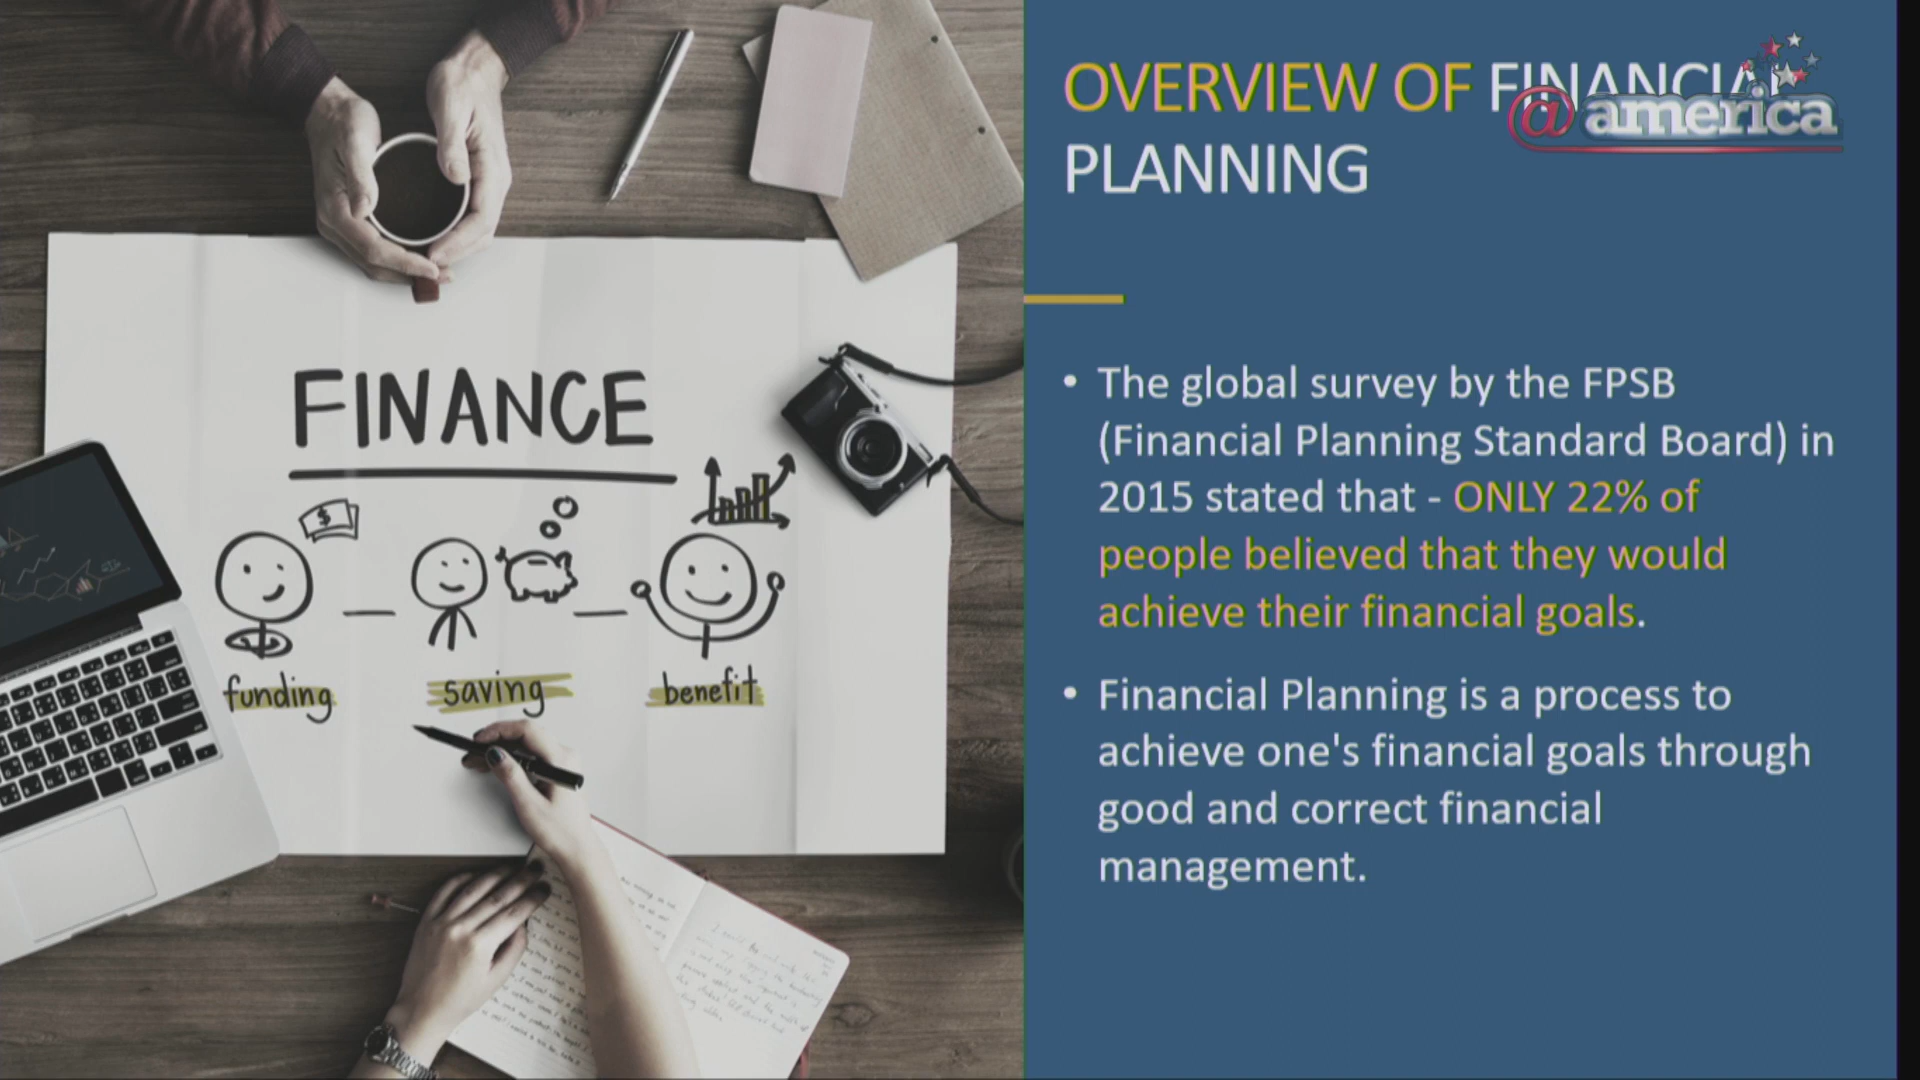 OVERVIEW OF FINANCIAL
PLANNING
@america
FINANCE
$
funding
saving
benefit
• The global survey by the FPSB
(Financial Planning Standard Board) in
2015 stated that - ONLY 22% of
people believed that they would
achieve their financial goals.
• Financial Planning is a process to
achieve one's financial goals through
good and correct financial
management.